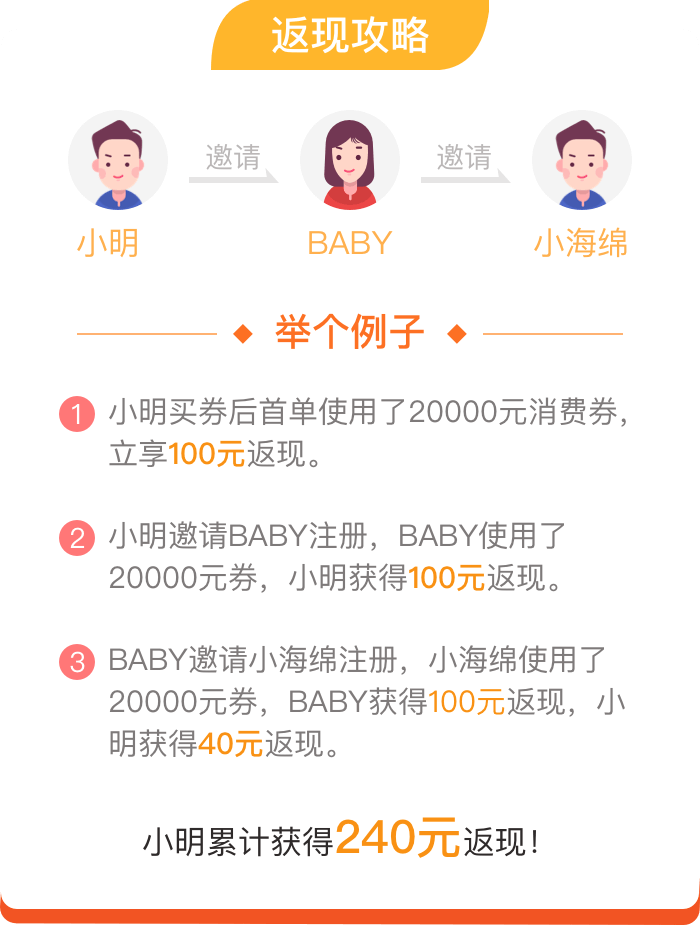 返现攻略
邀请
邀请
小明
BABY
小海绵
举个例子
1 小明买券后首单使用了20000元消费券,
立享100元返现。
2 小明邀请BABY注册，BABY使用了
20000元券，小明获得100元返现。
3 BABY邀请小海绵注册，小海绵使用了
20000元券，BABY获得100元返现，小
明获得40元返现。
小明累计获得240元返现!